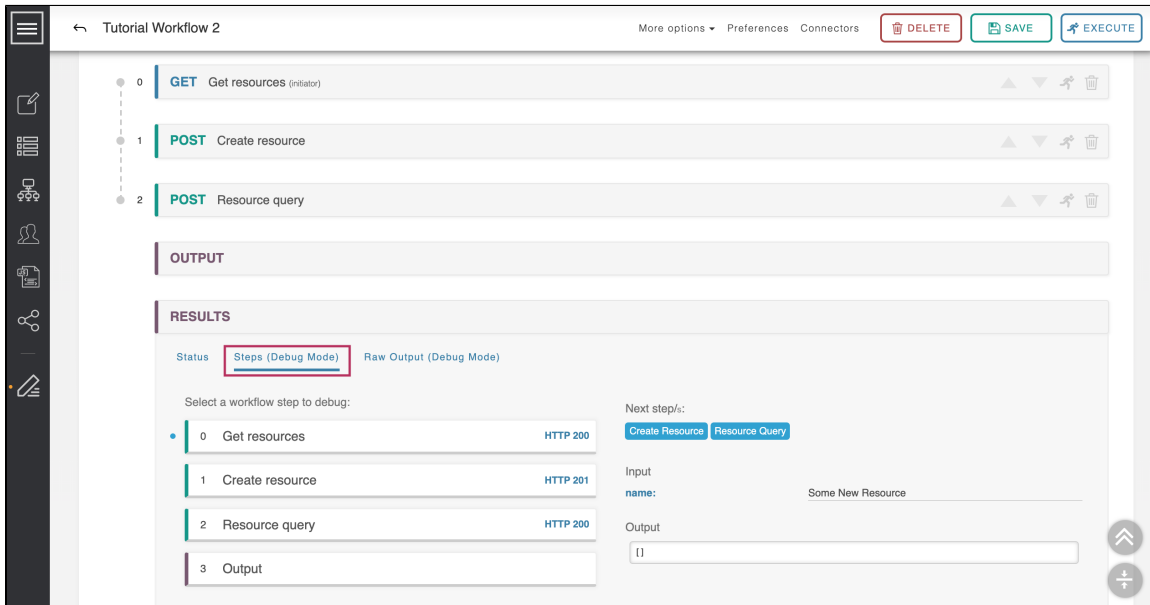 Tutorial Workflow 2
More options Preferences Connectors DELETE SAVE EXECUTE
0 GET Get resources (initiator)
1 POST Create resource
2 POST Resource query
OUTPUT
RESULTS
Status Steps (Debug Mode) Raw Output (Debug Mode)
Select a workflow step to debug:
0 Get resources HTTP 200
1 Create resource HTTP 201
2 Resource query HTTP 200
3 Output
Next step/s:
Create Resource Resource Query
Input
name: Some New Resource
Output
[]